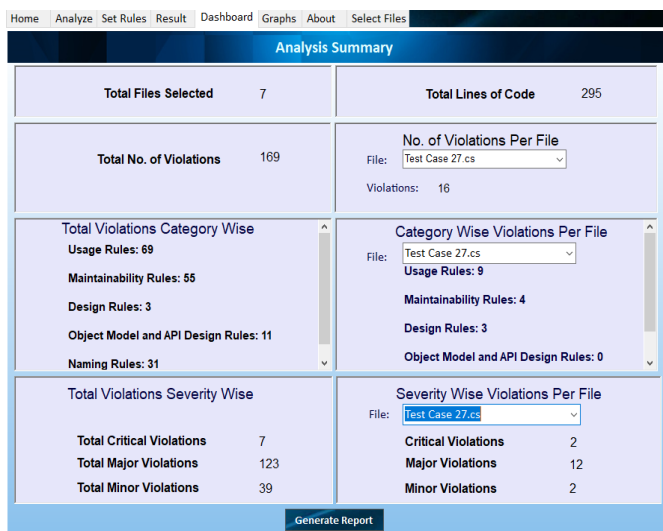 Home Analyze Set Rules Result Dashboard Graphs About Select Files
Analysis Summary
Total Files Selected 7
Total Lines of Code 295
Total No. of Violations 169
No. of Violations Per File
File: Test Case 27.cs
Violations: 16
Total Violations Category Wise
Usage Rules: 69
Maintainability Rules: 55
Design Rules: 3
Object Model and API Design Rules: 11
Naming Rules: 31
Category Wise Violations Per File
File: Test Case 27.cs
Usage Rules: 9
Maintainability Rules: 4
Design Rules: 3
Object Model and API Design Rules: 0
Total Violations Severity Wise
Total Critical Violations 7
Total Major Violations 123
Total Minor Violations 39
Severity Wise Violations Per File
File: Test Case 27.cs
Critical Violations 2
Major Violations 12
Minor Violations 2
Generate Report